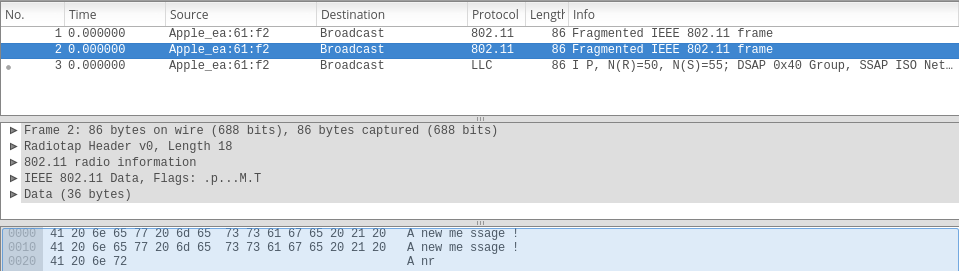 No. Time Source Destination Protocol Length Info
1 0.000000 Apple_ea:61:f2 Broadcast 802.11 86 Fragmented IEEE 802.11 frame
2 0.000000 Apple_ea:61:f2 Broadcast 802.11 86 Fragmented IEEE 802.11 frame
3 0.000000 Apple_ea:61:f2 Broadcast LLC 86 I P, N(R)=50, N(S)=55; DSAP 0x40 Group, SSAP ISO Net…
Frame 2: 86 bytes on wire (688 bits), 86 bytes captured (688 bits)
Radiotap Header v0, Length 18
802.11 radio information
IEEE 802.11 Data, Flags: .p...M.T
Data (36 bytes)
0000 41 20 6e 65 77 20 6d 65 73 73 61 67 65 20 21 20 A new me ssage !
0010 41 20 6e 65 77 20 6d 65 73 73 61 67 65 20 21 20 A new me ssage !
0020 41 20 6e 72 A nr